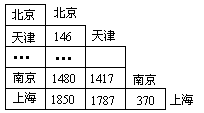 北京 北京
天津 146 天津
… …
南京 1480 1417 南京
上海 1850 1787 370 上海